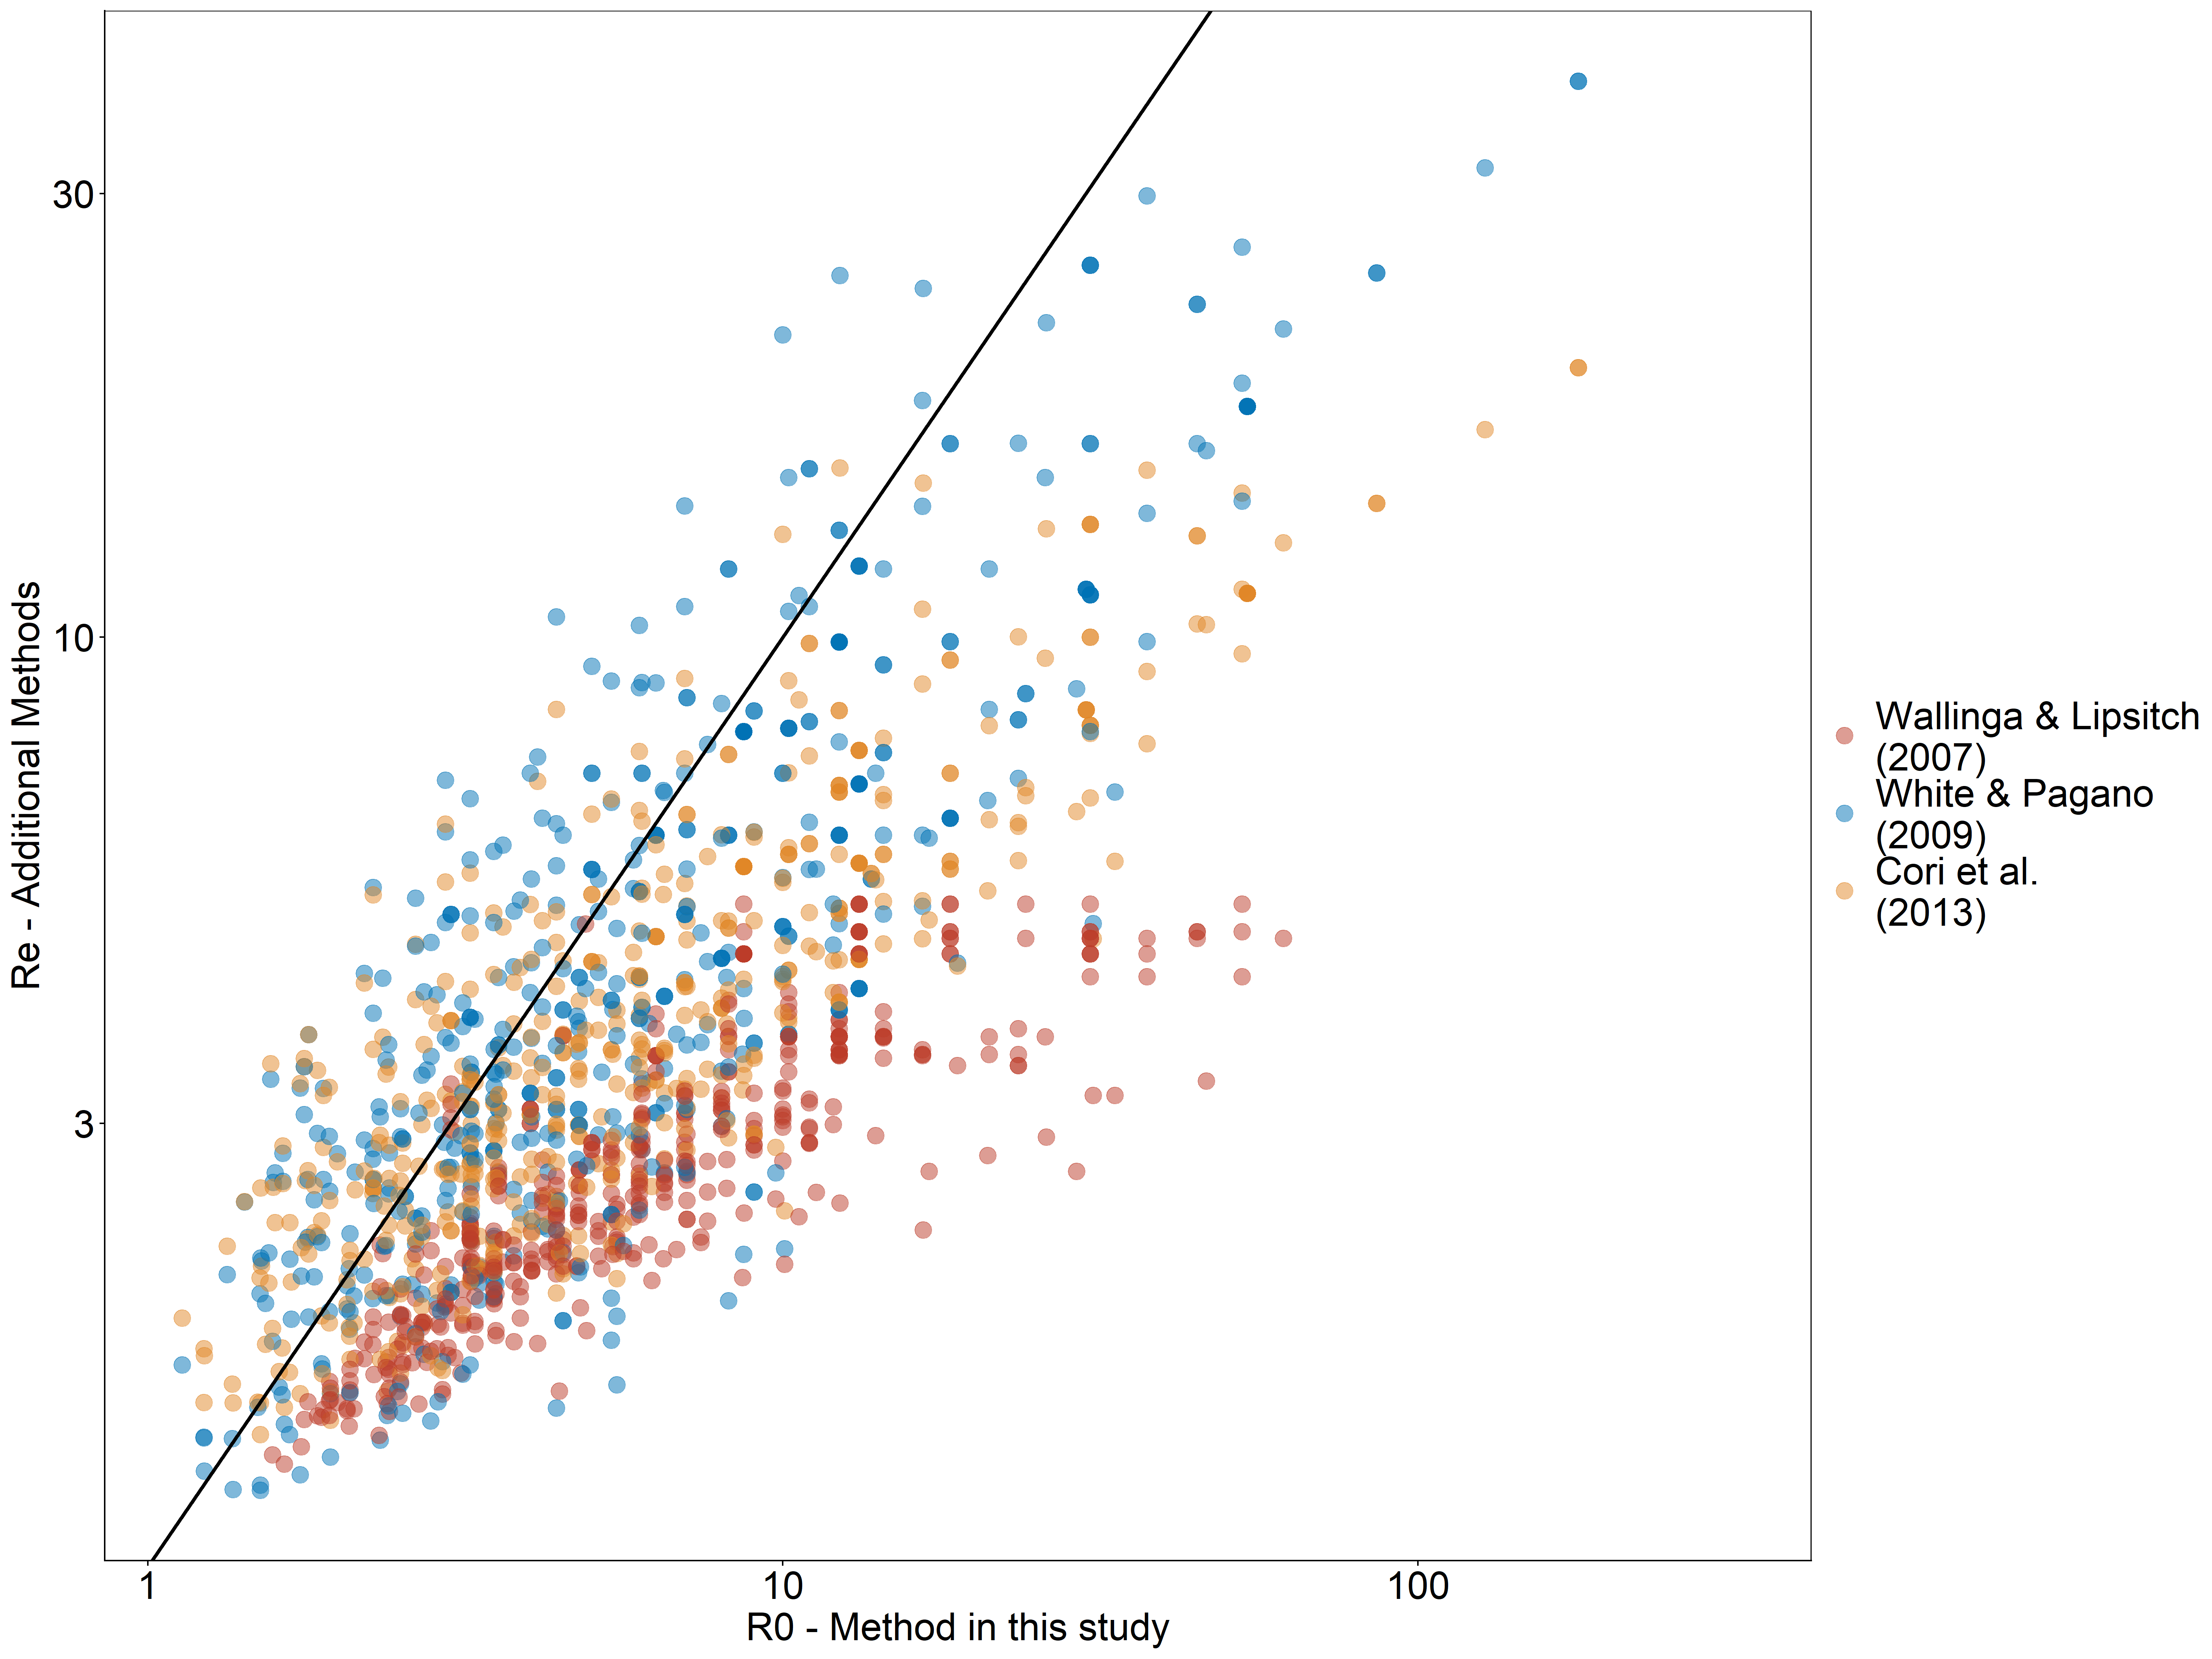 30
10
3
Re - Additional Methods
1
10
100
R0 - Method in this study
Wallinga & Lipsitch
(2007)
White & Pagano
(2009)
Cori et al.
(2013)